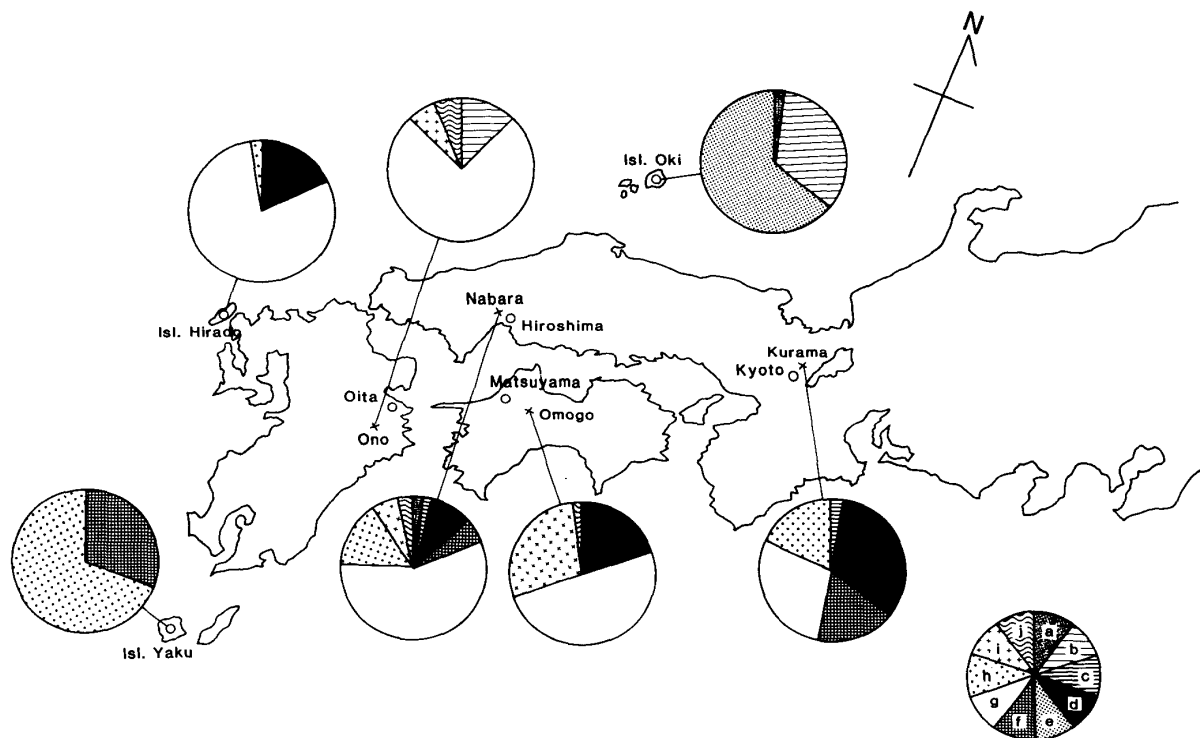 N
Isl. Oki
Nabara
Hiroshima
Isl. Hirado
Kurama
Kyoto
Matsuyama
Oita
Omogo
Ono
Isl. Yaku
j
a
i
b
h
c
g
d
f
e